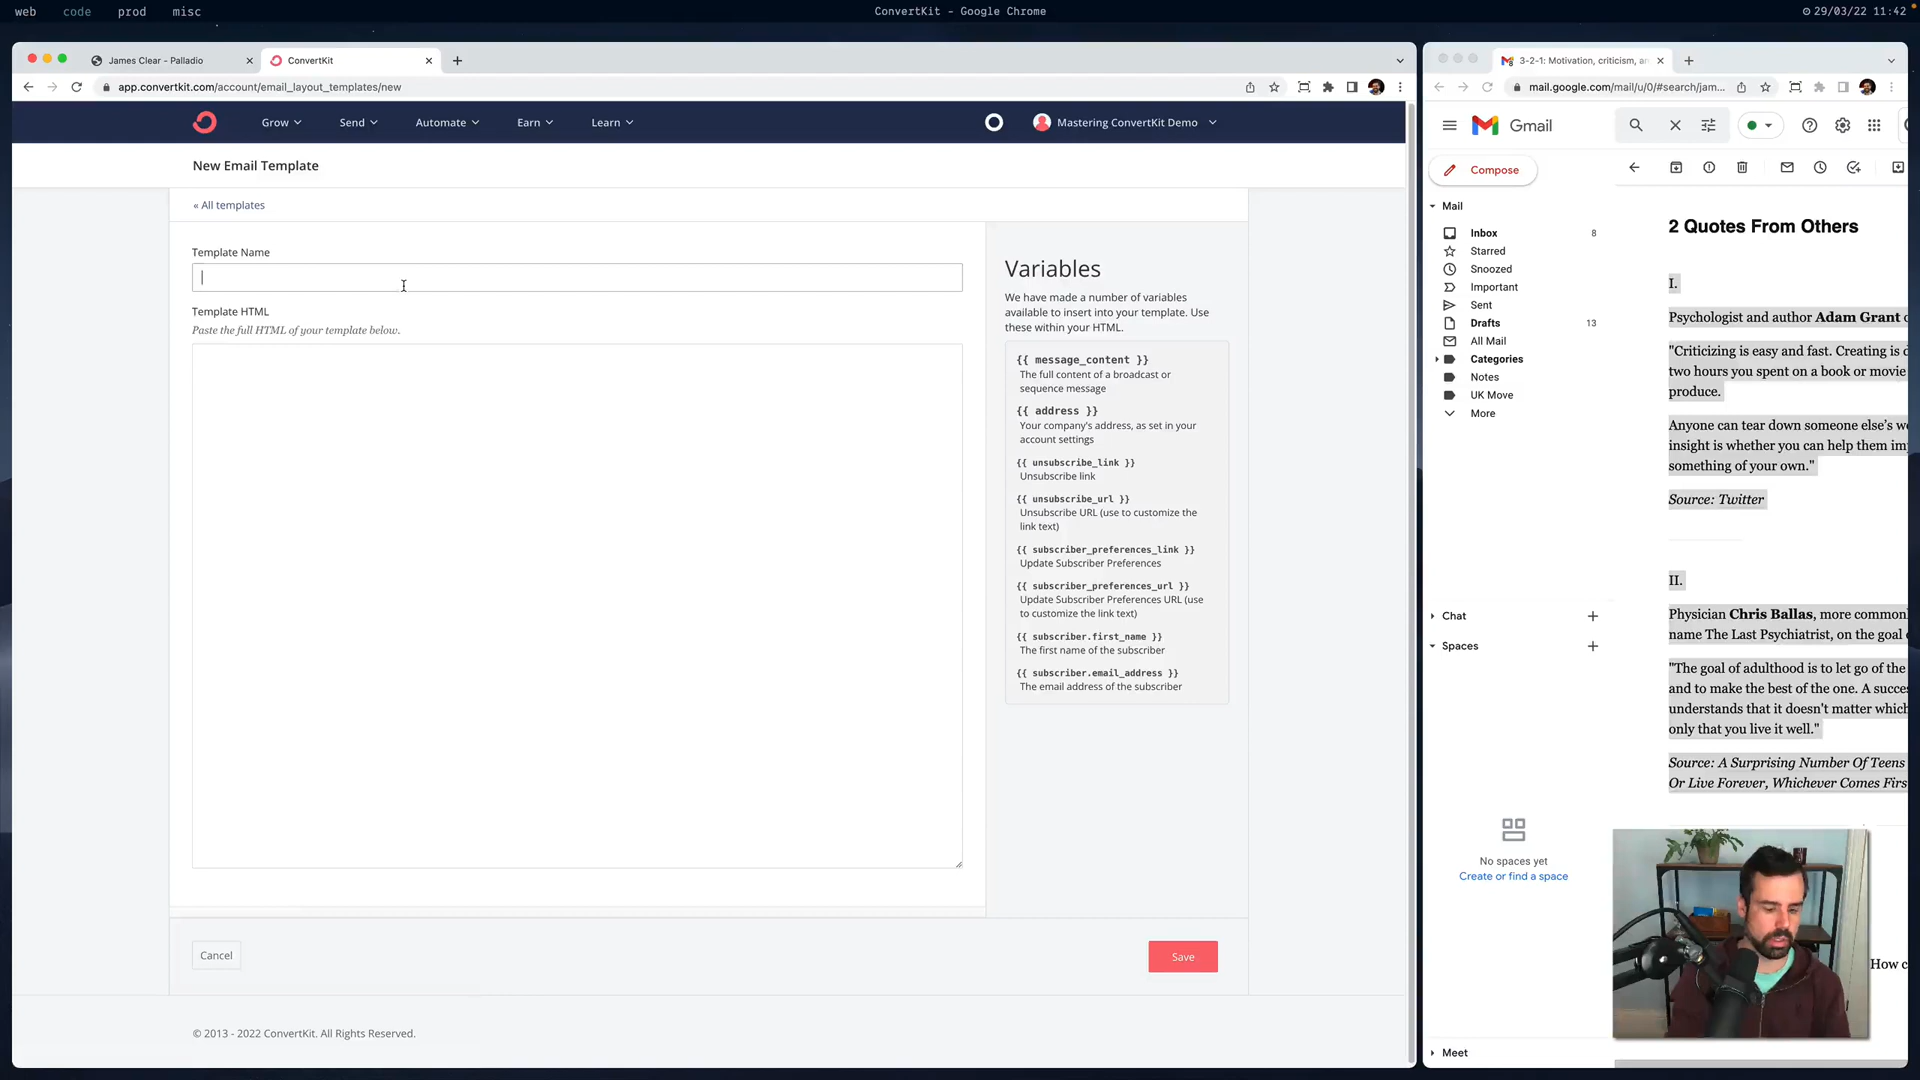 web code prod misc
ConvertKit - Google Chrome
29/03/22 11:42
James Clear - Palladio
ConvertKit
app.convertkit.com/account/email_layout_templates/new
Grow
Send
Automate
Earn
Learn
Mastering ConvertKit Demo
New Email Template
« All templates
Template Name
Template HTML
Paste the full HTML of your template below.
Variables
We have made a number of variables
available to insert into your template. Use
these within your HTML.
{{ message_content }}
The full content of a broadcast or
sequence message
{{ address }}
Your company's address, as set in your
account settings
{{ unsubscribe_link }}
Unsubscribe link
{{ unsubscribe_url }}
Unsubscribe URL (use to customize the
link text)
{{ subscriber_preferences_link }}
Update Subscriber Preferences
{{ subscriber_preferences_url }}
Update Subscriber Preferences URL (use
to customize the link text)
{{ subscriber.first_name }}
The first name of the subscriber
{{ subscriber.email_address }}
The email address of the subscriber
Cancel
Save
© 2013 - 2022 ConvertKit. All Rights Reserved.
3-2-1: Motivation, criticism, an
mail.google.com/mail/u/0/#search/jam...
Gmail
Compose
Mail
Inbox 8
Starred
Snoozed
Important
Sent
Drafts 13
All Mail
Categories
Notes
UK Move
More
Chat
Spaces
No spaces yet
Create or find a space
Meet
2 Quotes From Others
I.
Psychologist and author Adam Grant
"Criticizing is easy and fast. Creating is
two hours you spent on a book or movie
produce.
Anyone can tear down someone else's
insight is whether you can help them
something of your own."
Source: Twitter
II.
Physician Chris Ballas, more
name The Last Psychiatrist, on the goal
"The goal of adulthood is to let go of the
and to make the best of the one. A
understands that it doesn't matter
only that you live it well."
Source: A Surprising Number Of Teens
Or Live Forever, Whichever Comes
How